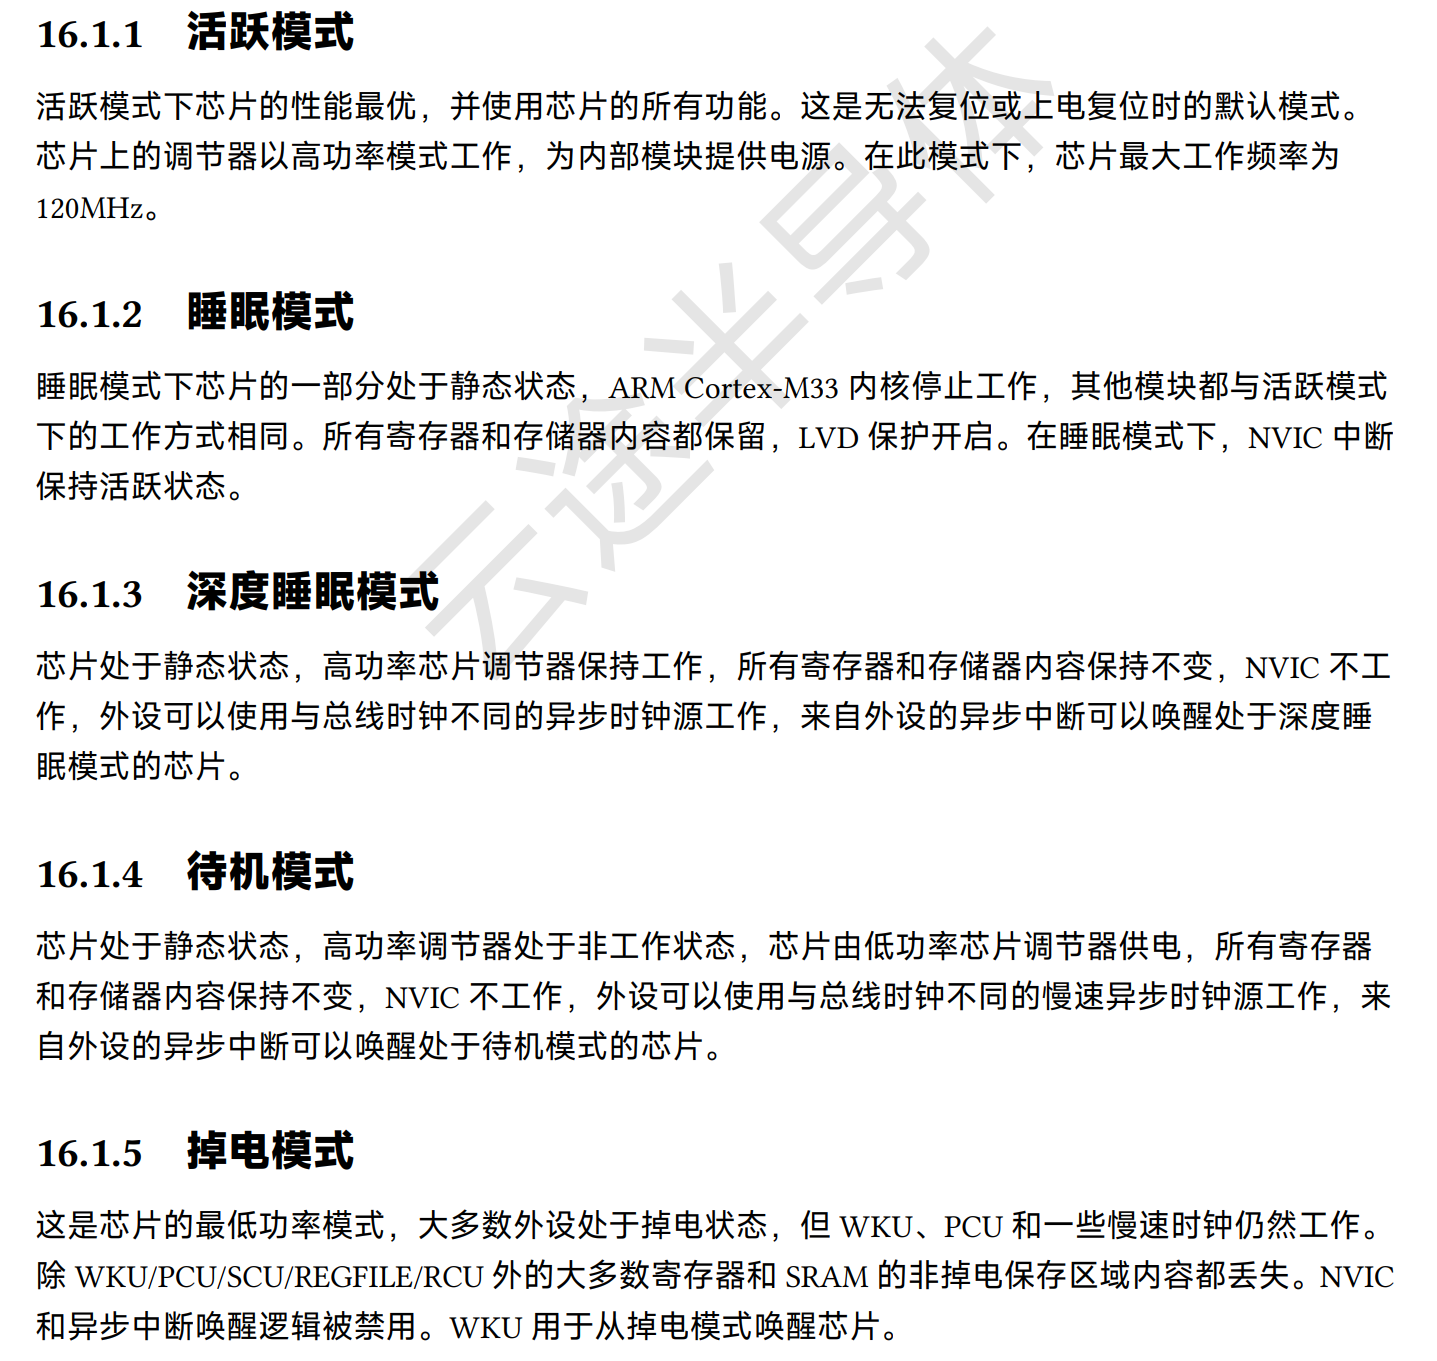 16.1.1 活跃模式
活跃模式下芯片的性能最优，并使用芯片的所有功能。这是无法复位或上电复位时的默认模式。
芯片上的调节器以高功率模式工作，为内部模块提供电源。在此模式下，芯片最大工作频率为
120MHz。
16.1.2 睡眠模式
睡眠模式下芯片的一部分处于静态状态，ARM Cortex-M33 内核停止工作，其他模块都与活跃模式
下的工作方式相同。所有寄存器和存储器内容都保留，LVD 保护开启。在睡眠模式下，NVIC 中断
保持活跃状态。
16.1.3 深度睡眠模式
芯片处于静态状态，高功率芯片调节器保持工作，所有寄存器和存储器内容保持不变，NVIC 不工
作，外设可以使用与总线时钟不同的异步时钟源工作，来自外设的异步中断可以唤醒处于深度睡
眠模式的芯片。
16.1.4 待机模式
芯片处于静态状态，高功率调节器处于非工作状态，芯片由低功率芯片调节器供电，所有寄存器
和存储器内容保持不变，NVIC 不工作，外设可以使用与总线时钟不同的慢速异步时钟源工作，来
自外设的异步中断可以唤醒处于待机模式的芯片。
16.1.5 掉电模式
这是芯片的最低功率模式，大多数外设处于掉电状态，但 WKU、PCU 和一些慢速时钟仍然工作。
除 WKU/PCU/SCU/REGFILE/RCU 外的大多数寄存器和 SRAM 的非掉电保存区域内容都丢失。NVIC
和异步中断唤醒逻辑被禁用。WKU 用于从掉电模式唤醒芯片。
云途半导体